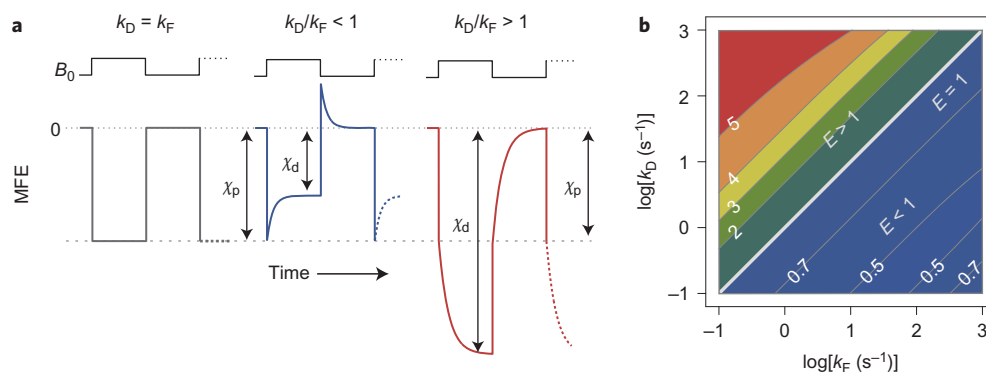 a
k_D = k_F
k_D/k_F < 1
k_D/k_F > 1
B_0
0
MFE
χ_p
χ_d
χ_d
χ_p
Time
b
log[k_D (s⁻¹)]
3
2
1
0
–1
5
4
3
2
E > 1
E = 1
E < 1
0.7
0.5
0.5
0.7
–1
0
1
2
3
log[k_F (s⁻¹)]